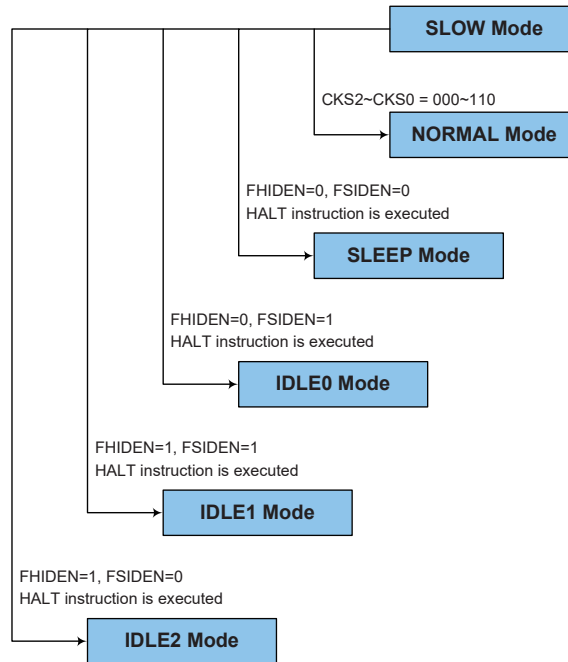 SLOW Mode
CKS2~CKS0 = 000~110
NORMAL Mode
FHIDEN=0, FSIDEN=0
HALT instruction is executed
SLEEP Mode
FHIDEN=0, FSIDEN=1
HALT instruction is executed
IDLE0 Mode
FHIDEN=1, FSIDEN=1
HALT instruction is executed
IDLE1 Mode
FHIDEN=1, FSIDEN=0
HALT instruction is executed
IDLE2 Mode